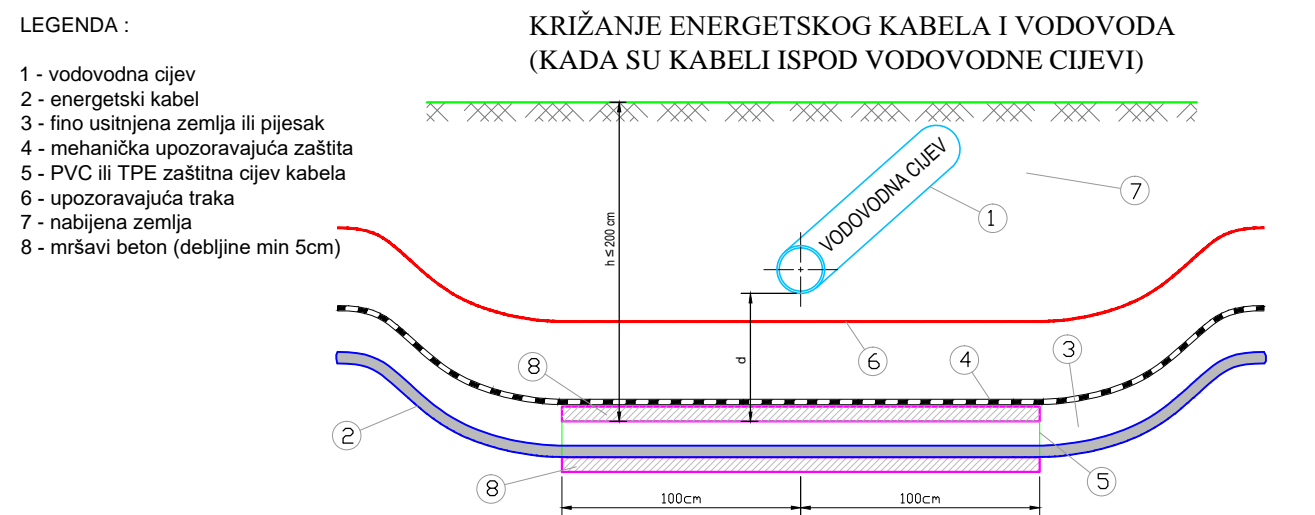 LEGENDA :
1 - vodovodna cijev
2 - energetski kabel
3 - fino usitnjena zemlja ili pijesak
4 - mehanička upozoravajuća zaštita
5 - PVC ili TPE zaštitna cijev kabela
6 - upozoravajuća traka
7 - nabijena zemlja
8 - mršavi beton (debljine min 5cm)
KRIŽANJE ENERGETSKOG KABELA I VODOVODA
(KADA SU KABELI ISPOD VODOVODNE CIJEVI)
VODOVODNA CIJEV
7
1
h ≤ 200 cm
d
6
8
4
3
2
8
5
100cm
100cm